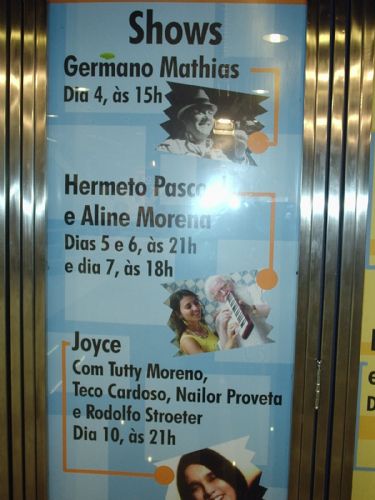 Shows
Germano Mathias
Dia 4, às 15h
Hermeto
e Aline Morena
Dias 5 e 6, às 21h
e dia 7, às 18h
Joyce
Com Tutty Moreno,
Teco Cardoso, Nailor Proveta
e Rodolfo Stroeter
Dia 10, às 21h